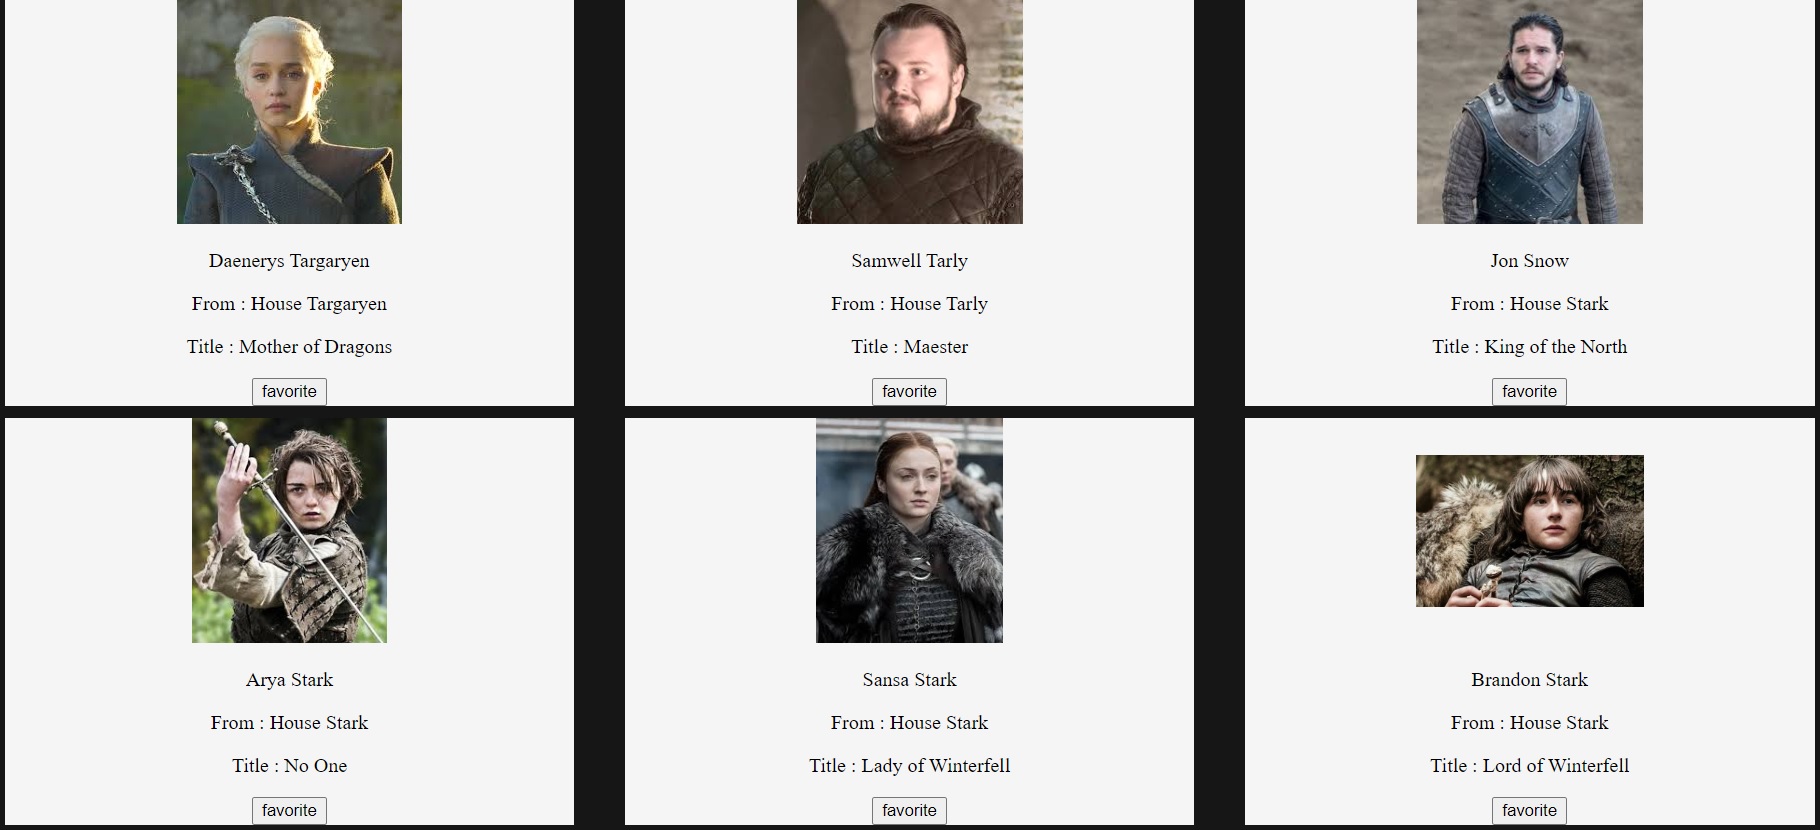 Daenerys Targaryen
From : House Targaryen
Title : Mother of Dragons
favorite
Samwell Tarly
From : House Tarly
Title : Maester
favorite
Jon Snow
From : House Stark
Title : King of the North
favorite
Arya Stark
From : House Stark
Title : No One
favorite
Sansa Stark
From : House Stark
Title : Lady of Winterfell
favorite
Brandon Stark
From : House Stark
Title : Lord of Winterfell
favorite